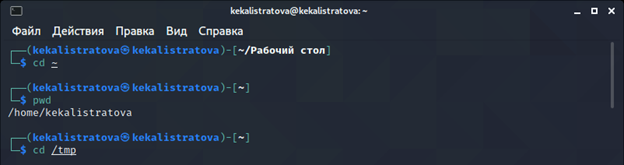 kekalistratova@kekalistratova: ~
Файл Действия Правка Вид Справка
┌──(kekalistratova㉿kekalistratova)-[~/Рабочий стол]
└─$ cd ~
┌──(kekalistratova㉿kekalistratova)-[~]
└─$ pwd
/home/kekalistratova
┌──(kekalistratova㉿kekalistratova)-[~]
└─$ cd /tmp